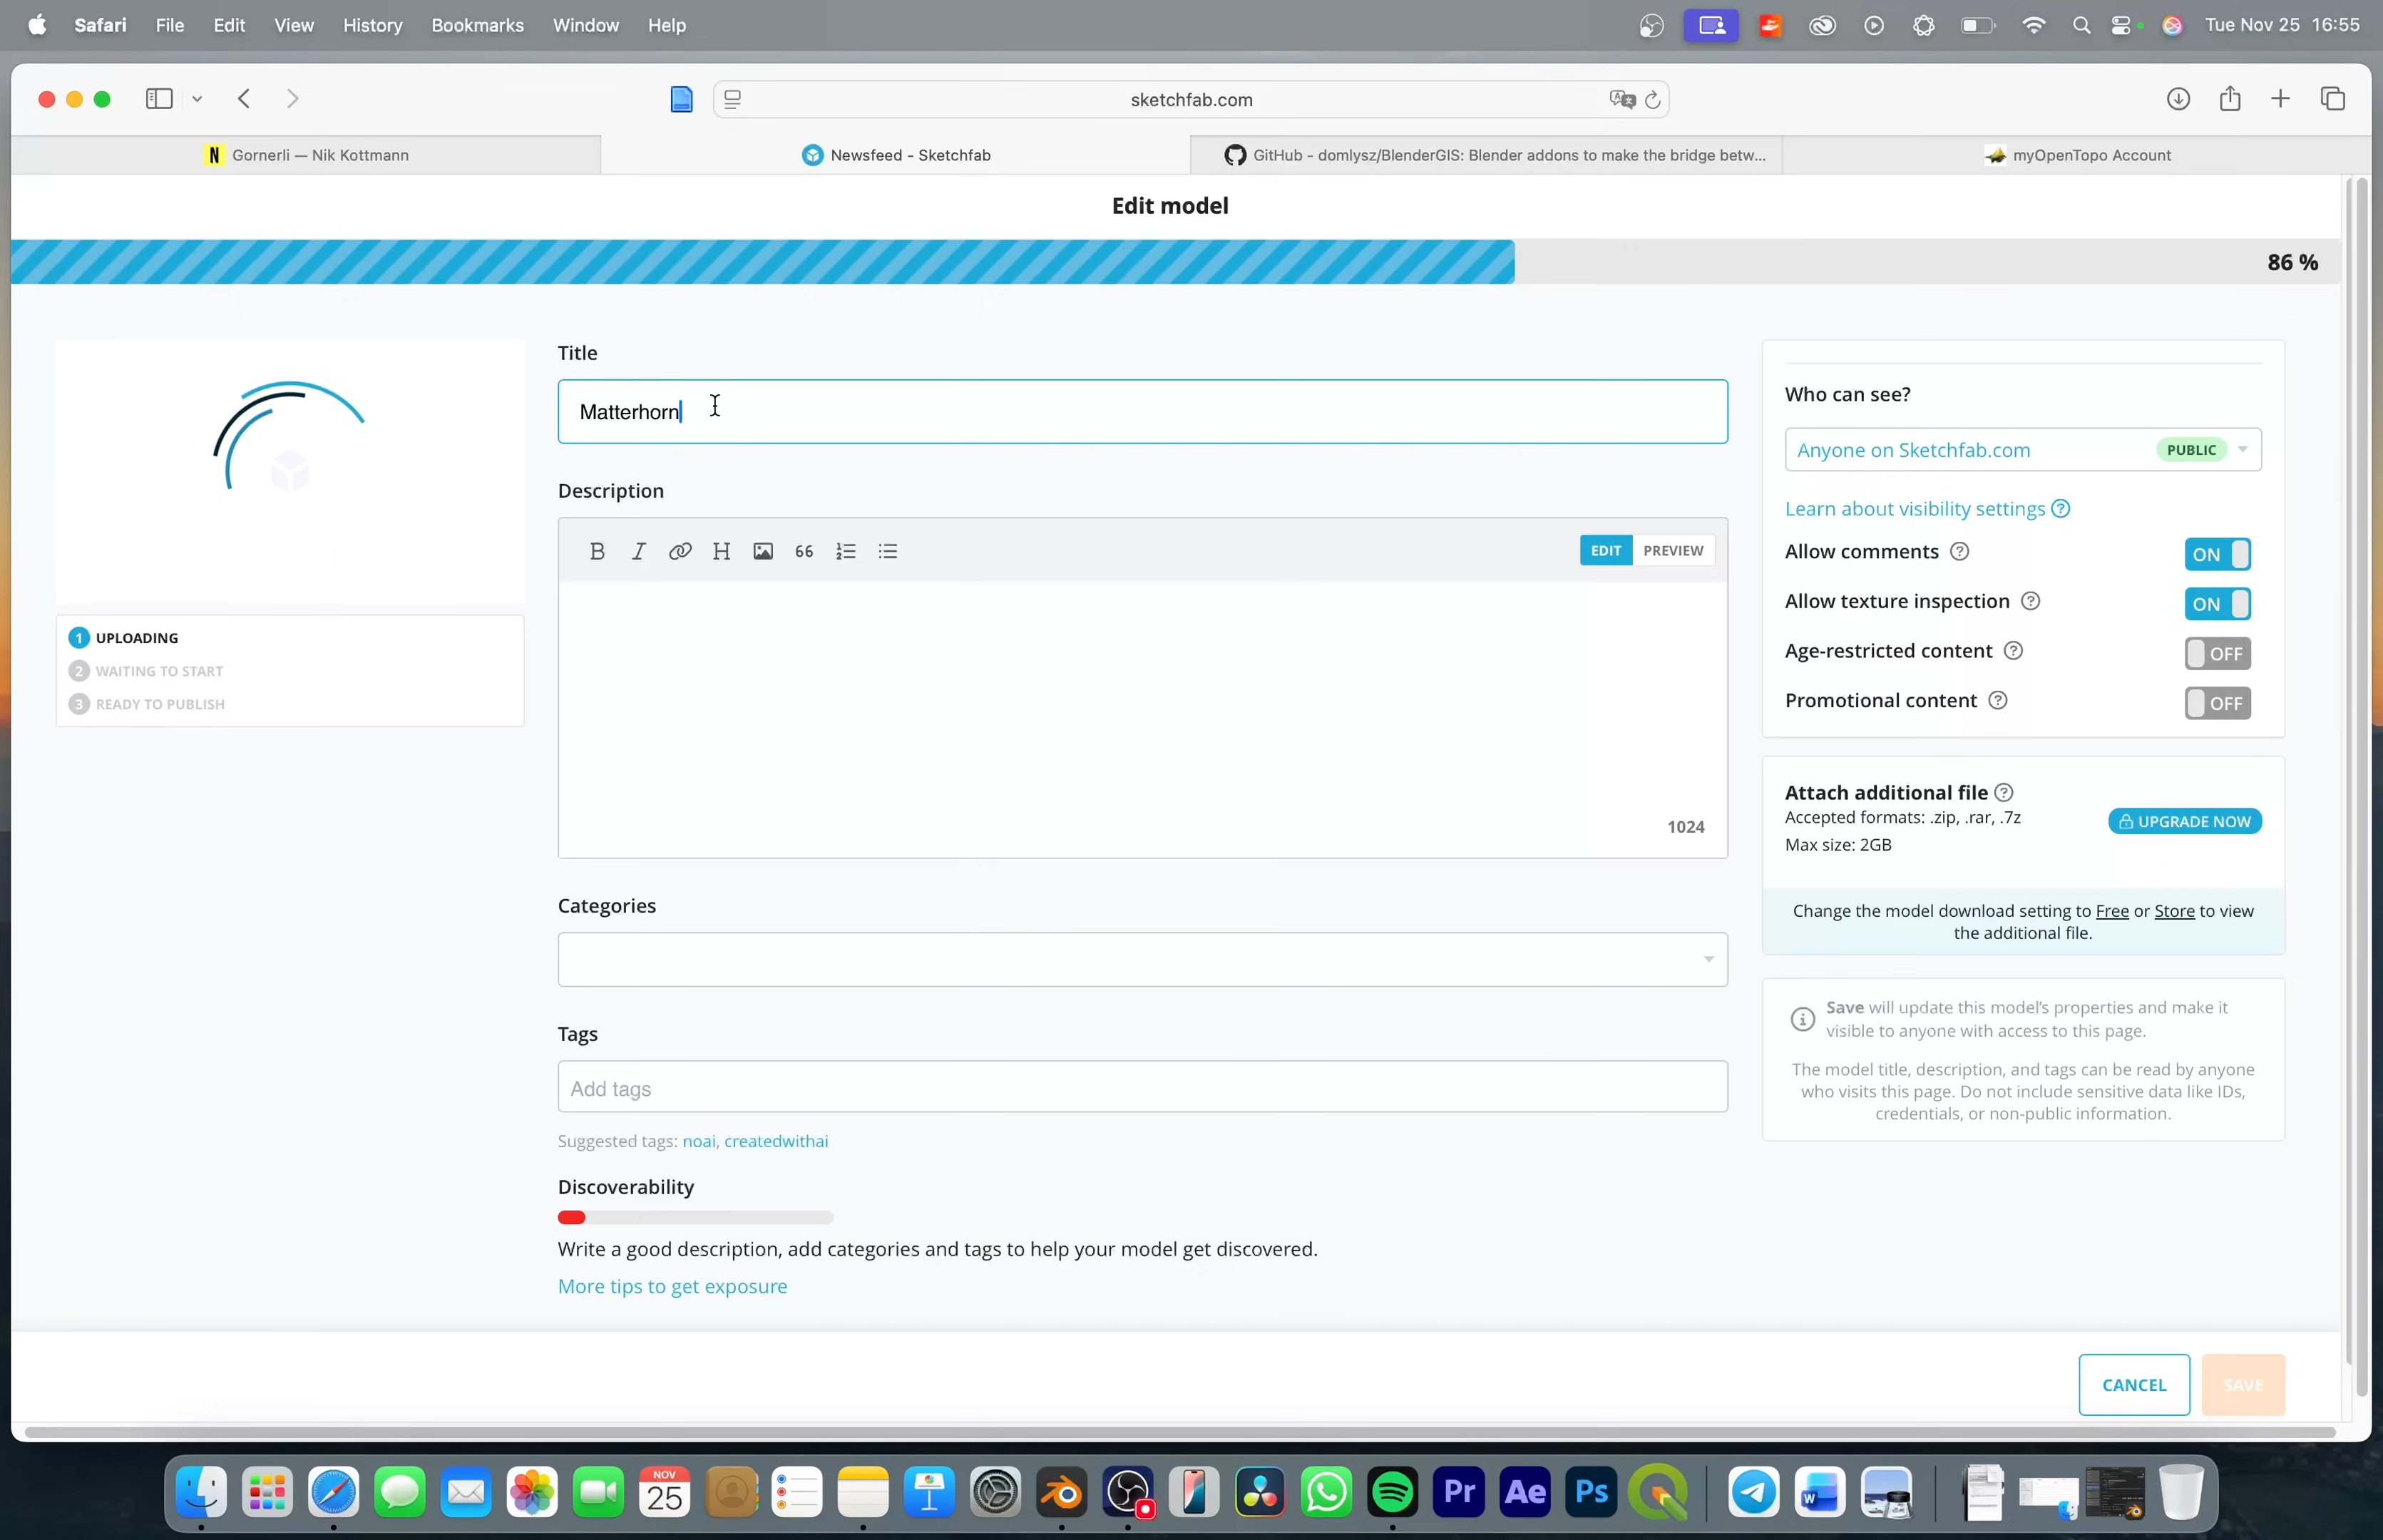 Safari File Edit View History Bookmarks Window Help Tue Nov 25 16:55
sketchfab.com
N Gornerli — Nik Kottmann
Newsfeed - Sketchfab
GitHub - domlysz/BlenderGIS: Blender addons to make the bridge betw...
myOpenTopo Account
Edit model
86 %
1 UPLOADING
2 WAITING TO START
3 READY TO PUBLISH
Title
Matterhorn
Description
B I H 66
EDIT PREVIEW
1024
Categories
Tags
Add tags
Suggested tags: noai, createdwithai
Discoverability
Write a good description, add categories and tags to help your model get discovered.
More tips to get exposure
Who can see?
Anyone on Sketchfab.com PUBLIC
Learn about visibility settings ?
Allow comments ? ON
Allow texture inspection ? ON
Age-restricted content ? OFF
Promotional content ? OFF
Attach additional file ?
Accepted formats: .zip, .rar, .7z
Max size: 2GB
UPGRADE NOW
Change the model download setting to Free or Store to view
the additional file.
Save will update this model's properties and make it
visible to anyone with access to this page.
The model title, description, and tags can be read by anyone
who visits this page. Do not include sensitive data like IDs,
credentials, or non-public information.
CANCEL SAVE
NOV
25
Pr Ae Ps W